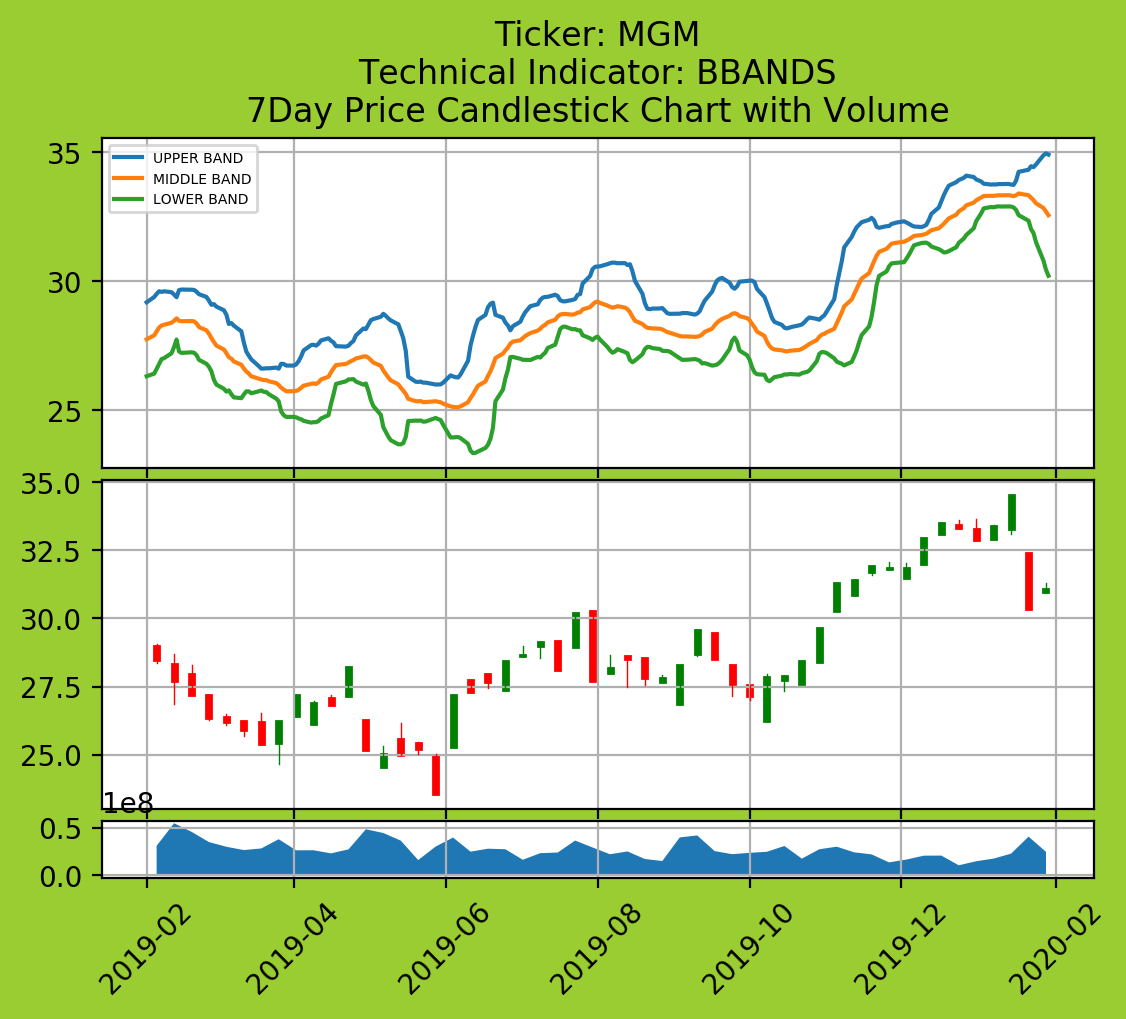 Ticker: MGM
Technical Indicator: BBANDS
7Day Price Candlestick Chart with Volume
35
30
25
UPPER BAND
MIDDLE BAND
LOWER BAND
35.0
32.5
30.0
27.5
25.0
1e8
0.5
0.0
2019-02
2019-04
2019-06
2019-08
2019-10
2019-12
2020-02